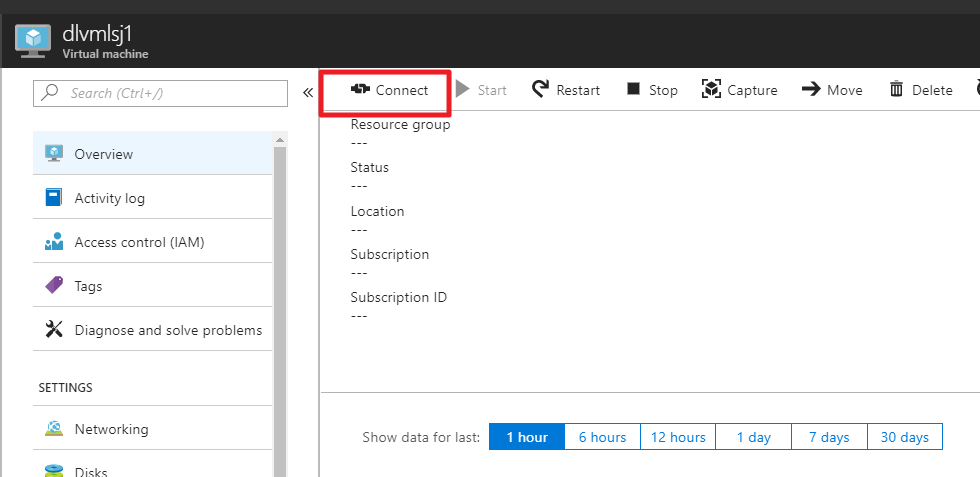 dlvmlsj1
Virtual machine
Search (Ctrl+/)
«
Connect Start Restart Stop Capture Move Delete
Overview
Activity log
Access control (IAM)
Tags
Diagnose and solve problems
SETTINGS
Networking
Disks
Resource group
---
Status
---
Location
---
Subscription
---
Subscription ID
---
Show data for last: 1 hour 6 hours 12 hours 1 day 7 days 30 days